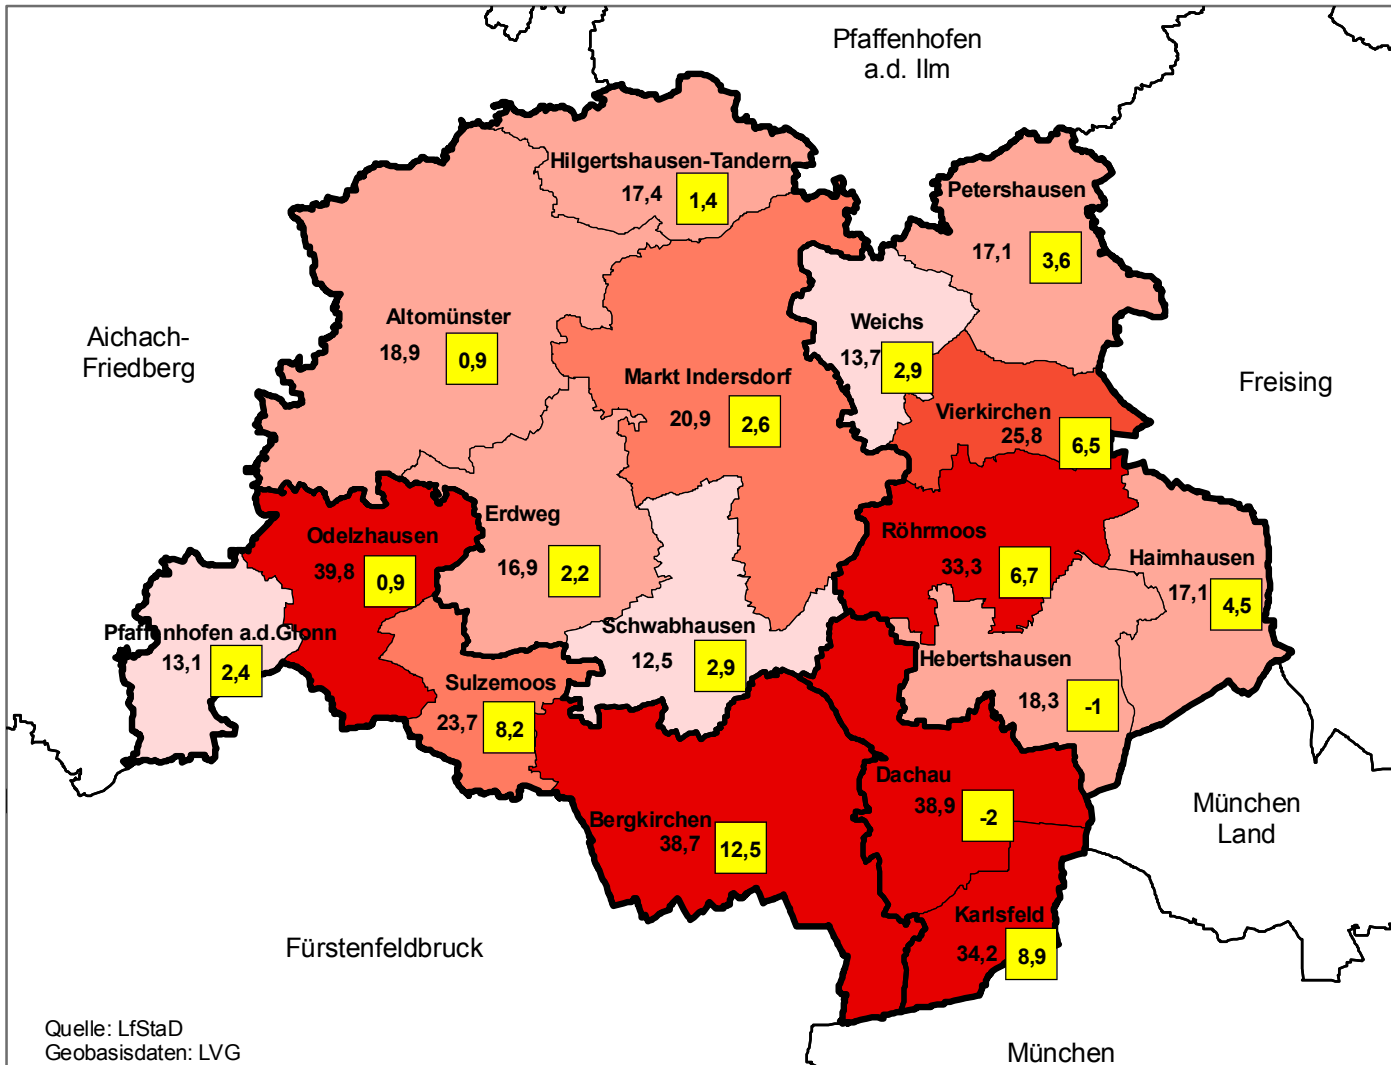 Pfaffenhofen
a.d. Ilm
Hilgertshausen-Tandern
17,4
1,4
Petershausen
17,1
3,6
Altomünster
18,9
0,9
Aichach-
Friedberg
Weichs
13,7
2,9
Markt Indersdorf
20,9
2,6
Freising
Vierkirchen
25,8
6,5
Erdweg
16,9
2,2
Odelzhausen
39,8
0,9
Röhrmoos
33,3
6,7
Haimhausen
17,1
4,5
Pfaffenhofen a.d.Glonn
13,1
2,4
Schwabhausen
12,5
2,9
Hebertshausen
18,3
-1
Sulzemoos
23,7
8,2
Dachau
38,9
-2
Bergkirchen
38,7
12,5
München
Land
Karlsfeld
34,2
8,9
Fürstenfeldbruck
Quelle: LfStaD
Geobasisdaten: LVG
München